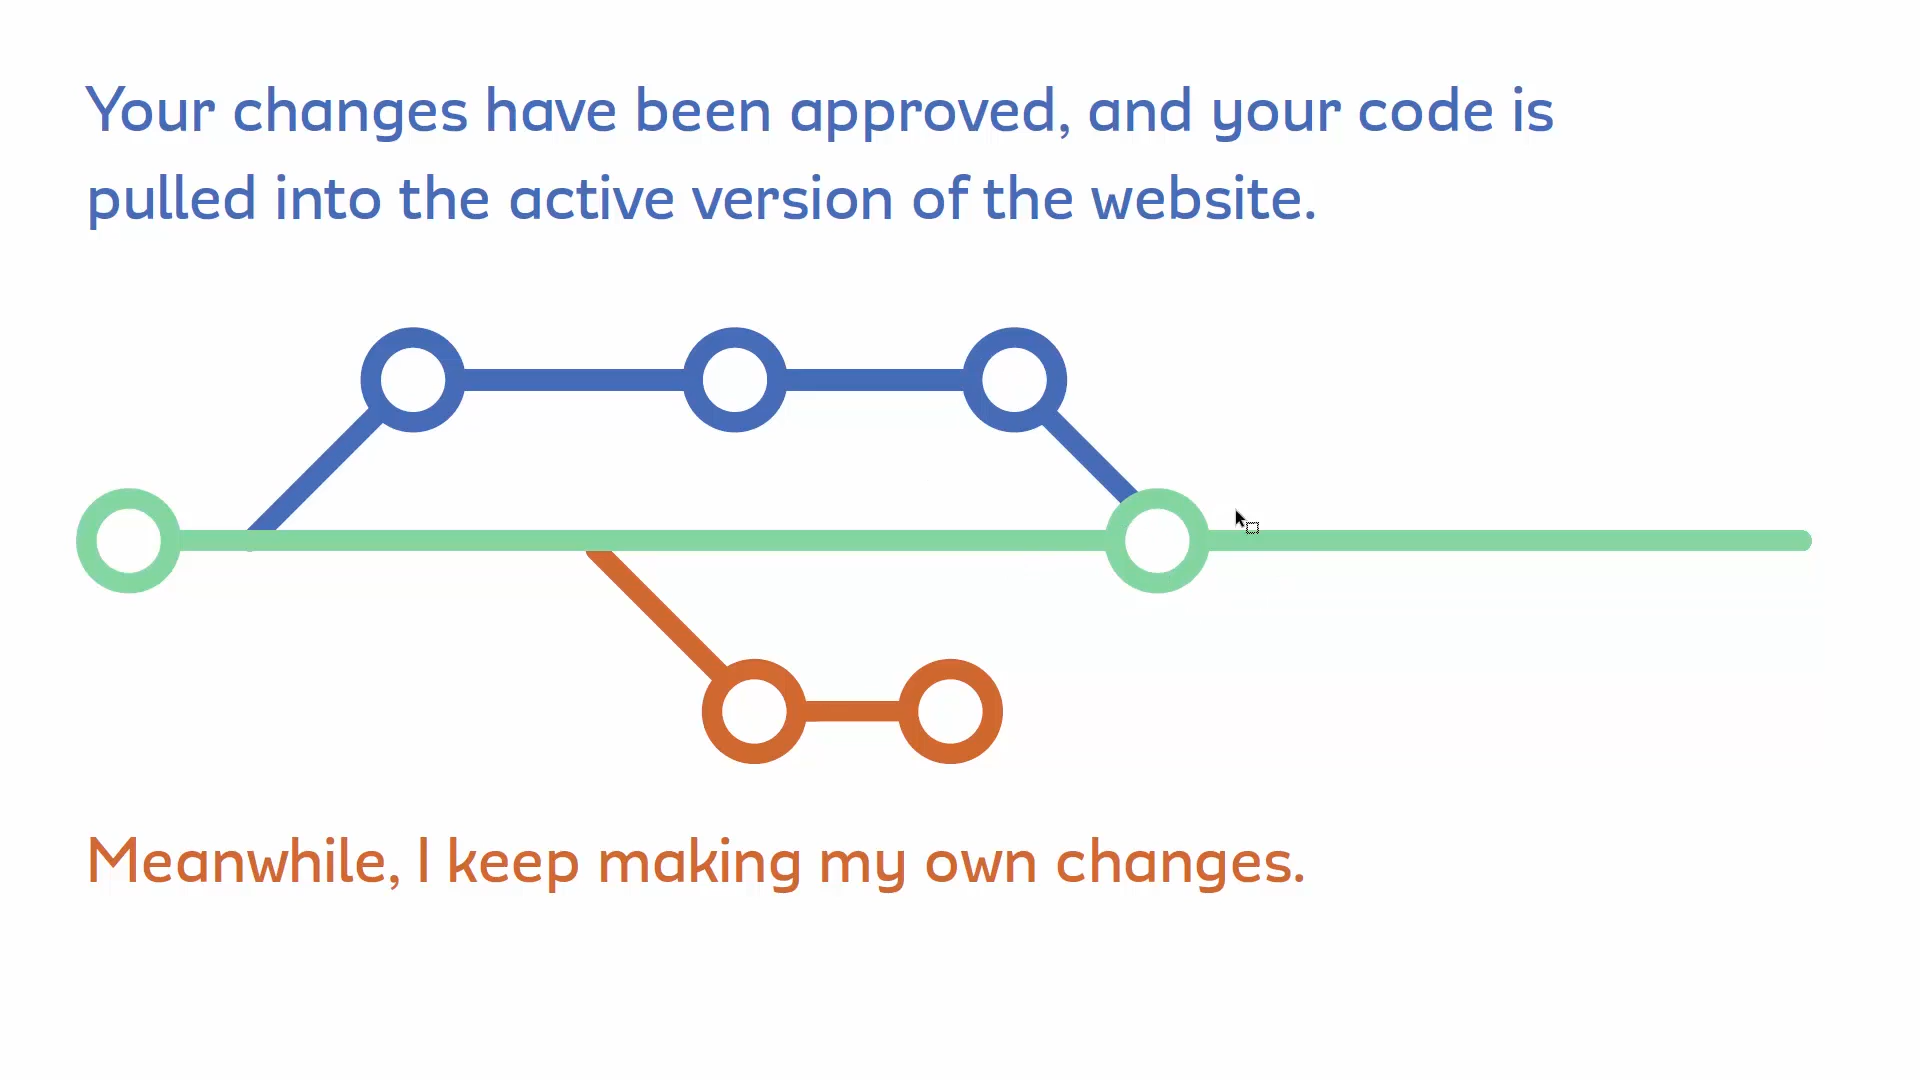 Your changes have been approved, and your code is
pulled into the active version of the website.
Meanwhile, I keep making my own changes.